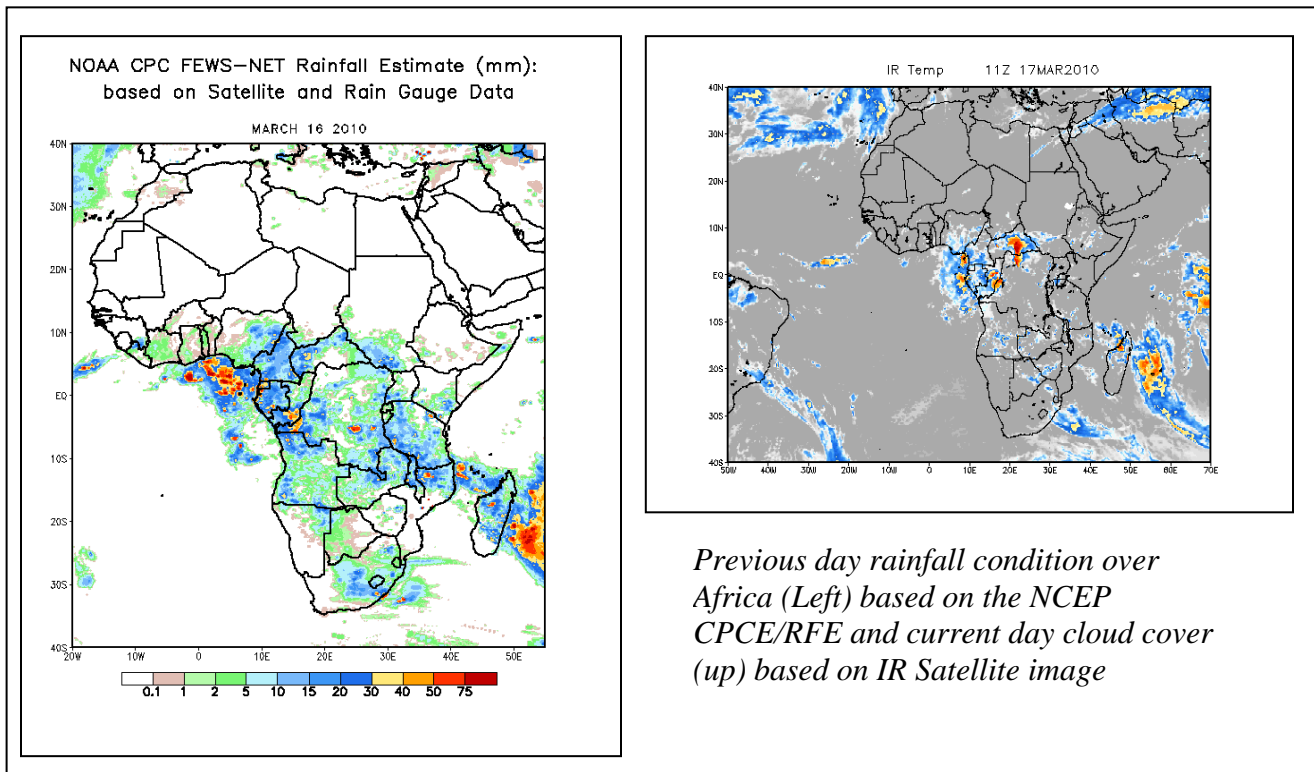 NOAA CPC FEWS-NET Rainfall Estimate (mm):
based on Satellite and Rain Gauge Data
MARCH 16 2010
40N
30N
20N
10N
EQ
10S
20S
30S
40S
20W 10W 0 10E 20E 30E 40E 50E
0.1 1 2 5 10 15 20 30 40 50 75
IR Temp 11Z 17MAR2010
40N
30N
20N
10N
EQ
10S
20S
30S
40S
50W 40W 30W 20W 10W 0 10E 20E 30E 40E 50E 60E 70E
Previous day rainfall condition over
Africa (Left) based on the NCEP
CPCE/RFE and current day cloud cover
(up) based on IR Satellite image